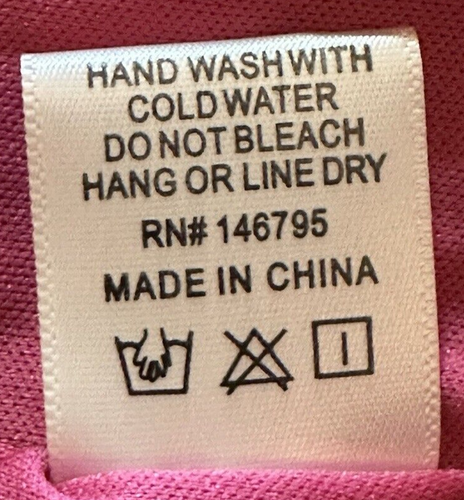 HAND WASH WITH
COLD WATER
DO NOT BLEACH
HANG OR LINE DRY
RN# 146795
MADE IN CHINA